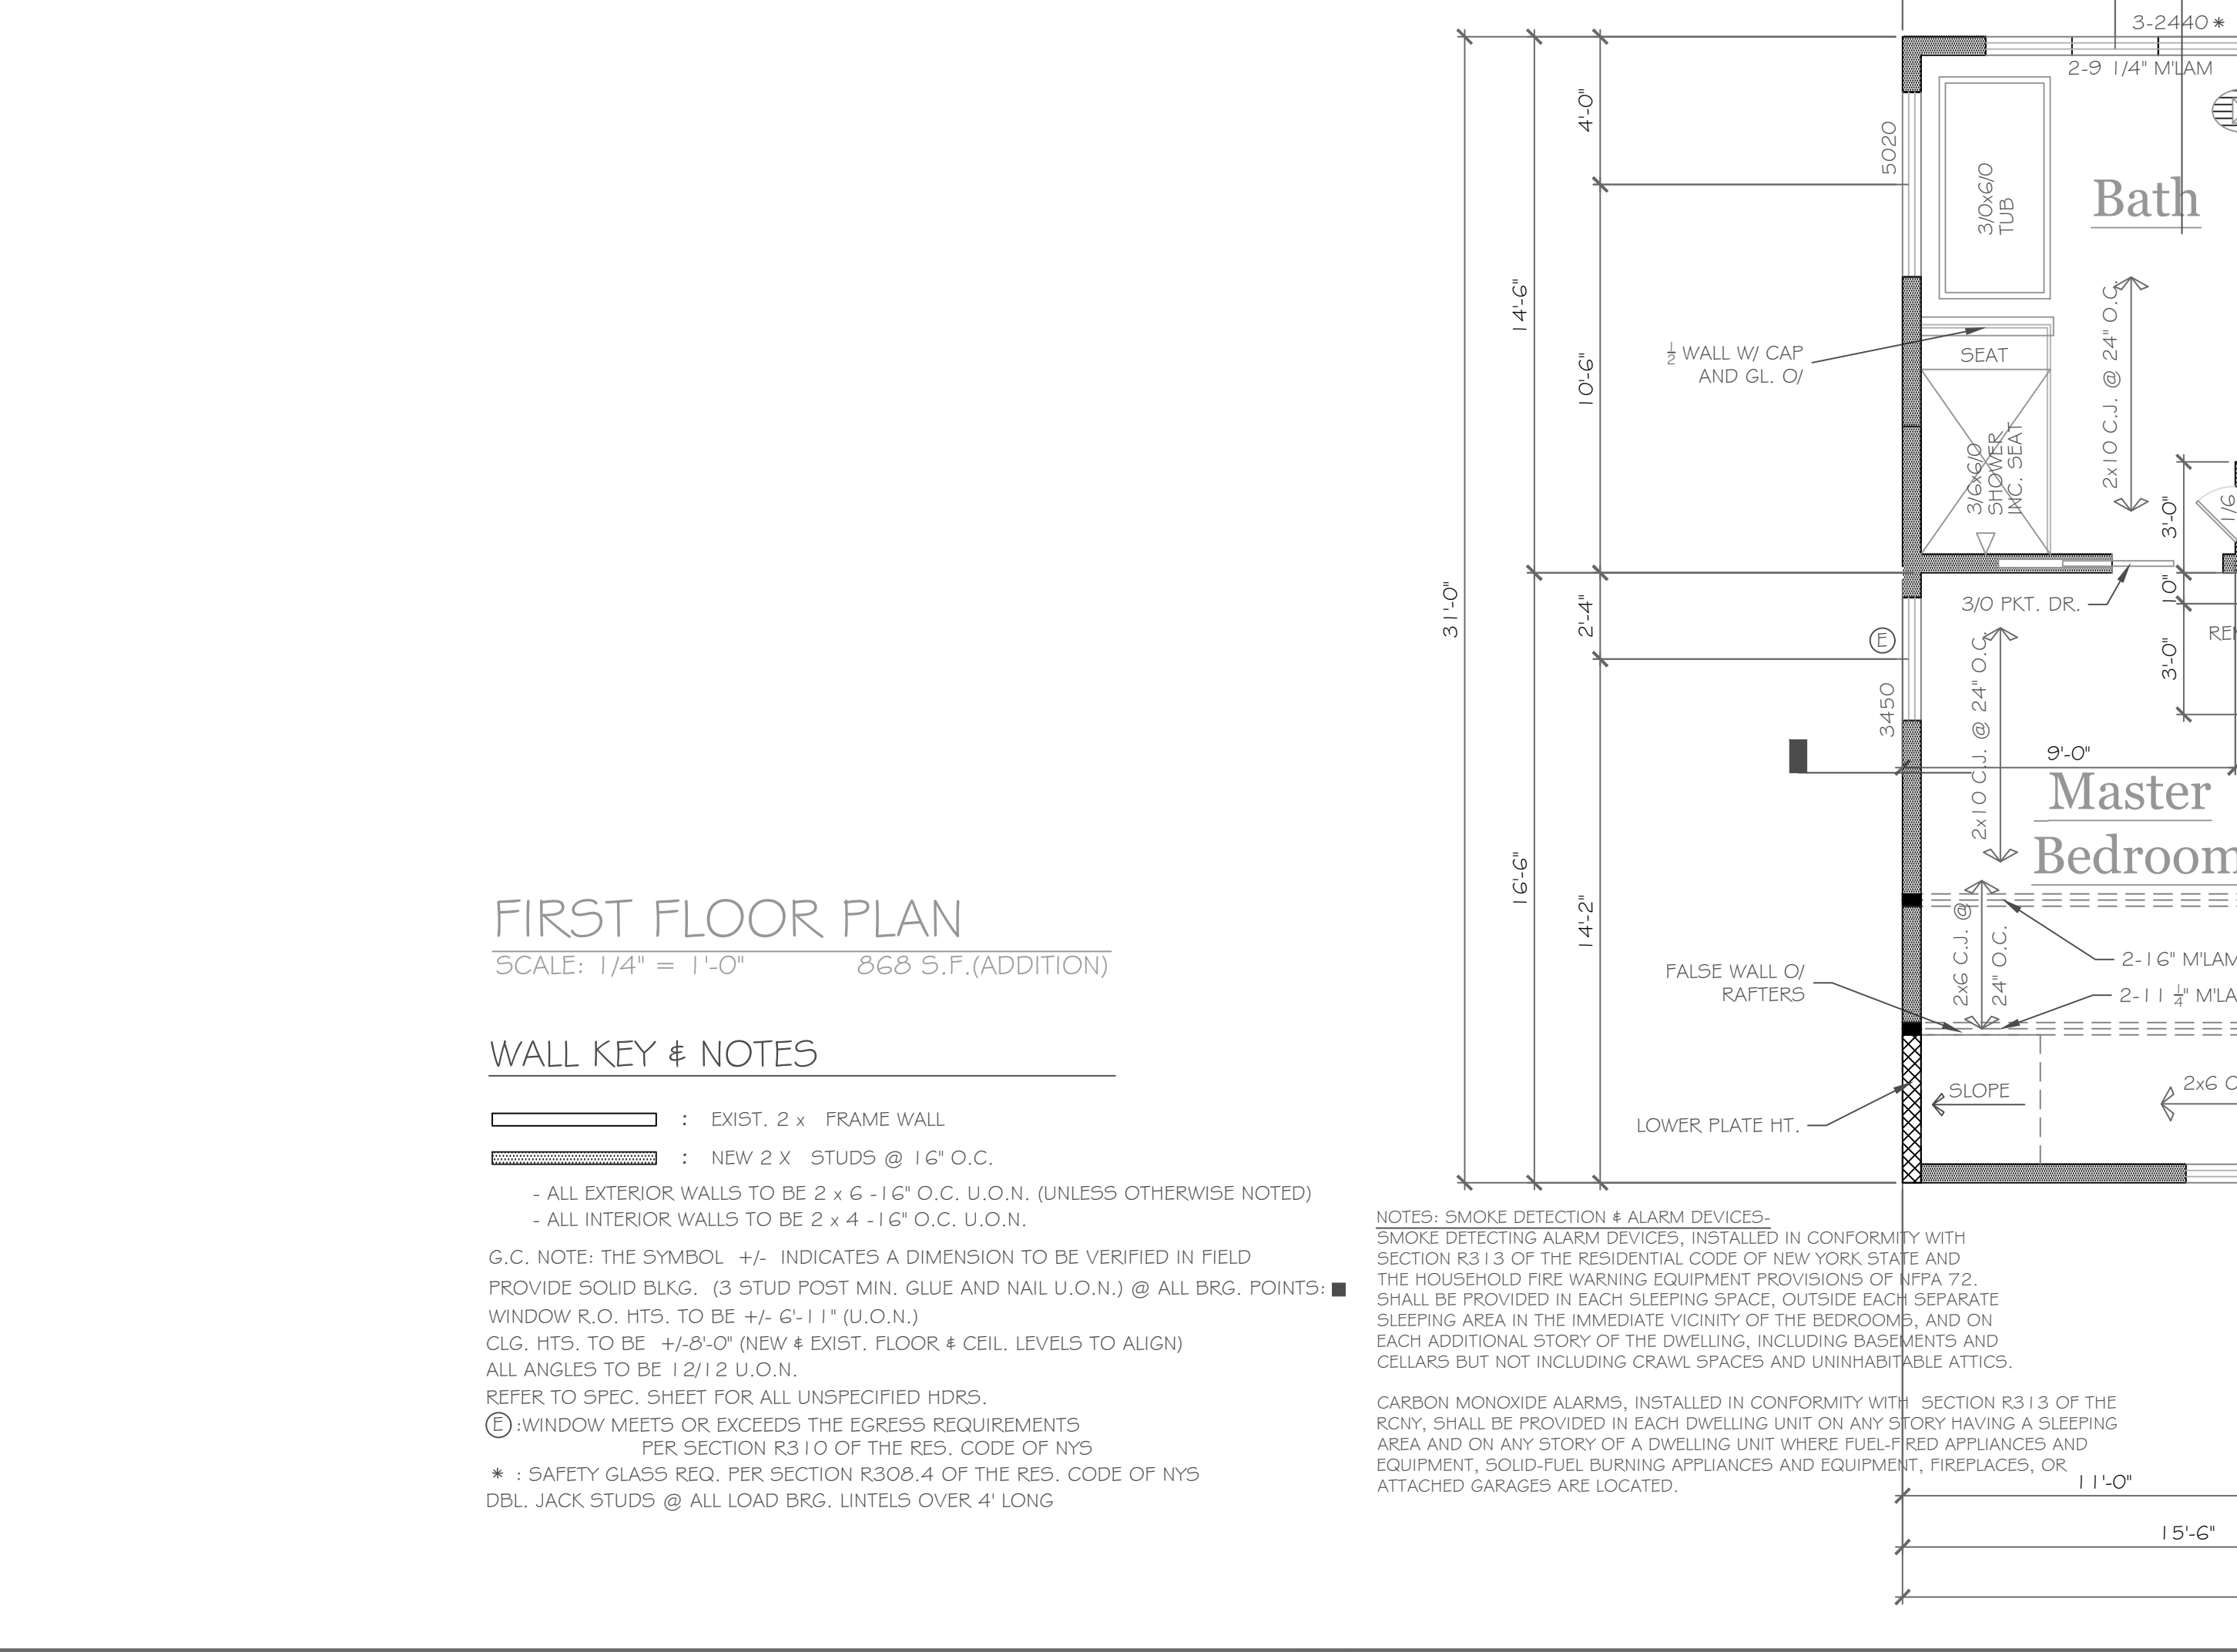 3-2440 *
2-9 1/4" M'LAM
4'-0"
5020
3/0x6/0
TUB
Bath
14'-6"
2x10 C.J. @ 24" O.C.
1/2 WALL W/ CAP
AND GL. O/
SEAT
10'-6"
3/6x6/0
SHOWER
INC. SEAT
3'-0"
1/6
31'-0"
10"
3/0 PKT. DR.
2'-4"
E
3'-0"
3450
2x10 C.J. @ 24" O.C.
9'-0"
Master
Bedroom
16'-6"
14'-2"
FIRST FLOOR PLAN
SCALE: 1/4" = 1'-0" 868 S.F.(ADDITION)
2x6 C.J. @
24" O.C.
2-16" M'LAM
FALSE WALL O/
RAFTERS
2-11 1/4"
SLOPE
2x6
LOWER PLATE HT.
WALL KEY & NOTES
: EXIST. 2 x FRAME WALL
: NEW 2 X STUDS @ 16" O.C.
- ALL EXTERIOR WALLS TO BE 2 x 6 -16" O.C. U.O.N. (UNLESS OTHERWISE NOTED)
- ALL INTERIOR WALLS TO BE 2 x 4 -16" O.C. U.O.N.
G.C. NOTE: THE SYMBOL +/- INDICATES A DIMENSION TO BE VERIFIED IN FIELD
PROVIDE SOLID BLKG. (3 STUD POST MIN. GLUE AND NAIL U.O.N.) @ ALL BRG. POINTS:
WINDOW R.O. HTS. TO BE +/- 6'-11" (U.O.N.)
CLG. HTS. TO BE +/-8'-0" (NEW & EXIST. FLOOR & CEIL. LEVELS TO ALIGN)
ALL ANGLES TO BE 12/12 U.O.N.
REFER TO SPEC. SHEET FOR ALL UNSPECIFIED HDRS.
E :WINDOW MEETS OR EXCEEDS THE EGRESS REQUIREMENTS
PER SECTION R310 OF THE RES. CODE OF NYS
* : SAFETY GLASS REQ. PER SECTION R308.4 OF THE RES. CODE OF NYS
DBL. JACK STUDS @ ALL LOAD BRG. LINTELS OVER 4' LONG
NOTES: SMOKE DETECTION & ALARM DEVICES-
SMOKE DETECTING ALARM DEVICES, INSTALLED IN CONFORMITY WITH
SECTION R313 OF THE RESIDENTIAL CODE OF NEW YORK STATE AND
THE HOUSEHOLD FIRE WARNING EQUIPMENT PROVISIONS OF NFPA 72.
SHALL BE PROVIDED IN EACH SLEEPING SPACE, OUTSIDE EACH SEPARATE
SLEEPING AREA IN THE IMMEDIATE VICINITY OF THE BEDROOMS, AND ON
EACH ADDITIONAL STORY OF THE DWELLING, INCLUDING BASEMENTS AND
CELLARS BUT NOT INCLUDING CRAWL SPACES AND UNINHABITABLE ATTICS.
CARBON MONOXIDE ALARMS, INSTALLED IN CONFORMITY WITH SECTION R313 OF THE
RCNY, SHALL BE PROVIDED IN EACH DWELLING UNIT ON ANY STORY HAVING A SLEEPING
AREA AND ON ANY STORY OF A DWELLING UNIT WHERE FUEL-FIRED APPLIANCES AND
EQUIPMENT, SOLID-FUEL BURNING APPLIANCES AND EQUIPMENT, FIREPLACES, OR
ATTACHED GARAGES ARE LOCATED.
11'-0"
15'-6"